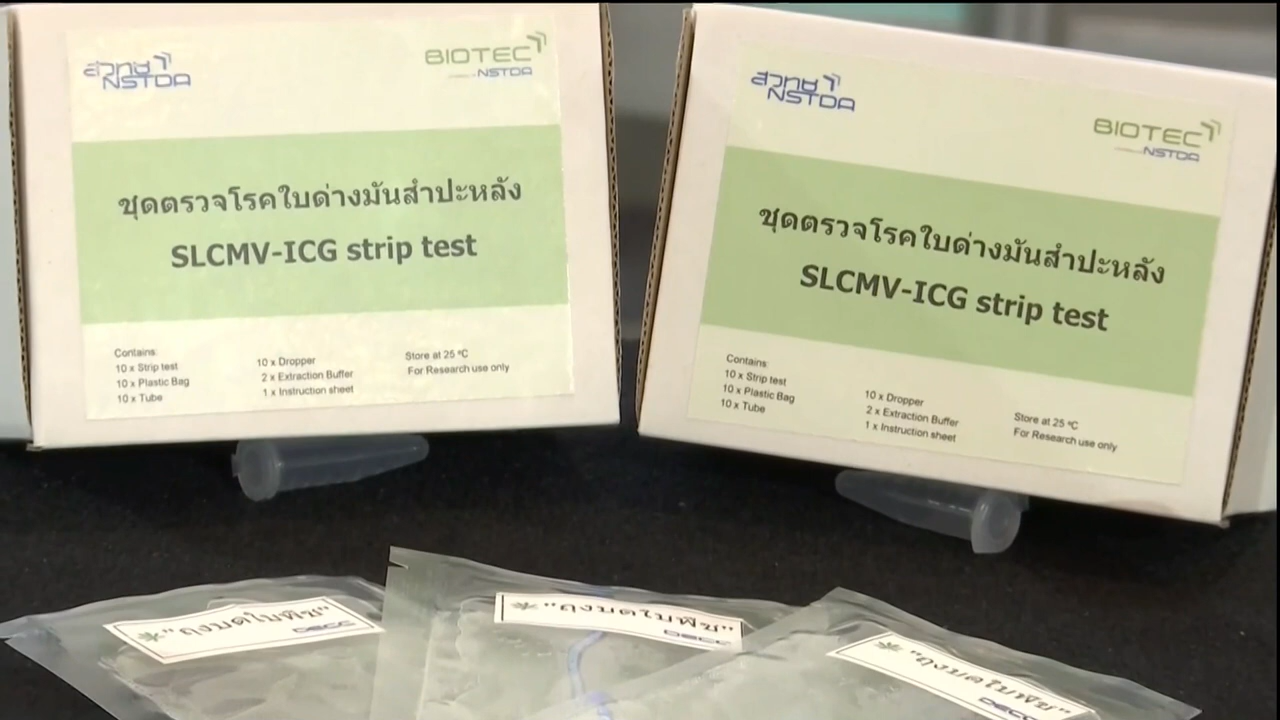 สวทช
NSTDA
BIOTEC
NSTDA
ชุดตรวจโรคใบด่างมันสำปะหลัง
SLCMV-ICG strip test
Contains:
10 x Strip test
10 x Plastic Bag
10 x Tube
10 x Dropper
2 x Extraction Buffer
1 x Instruction sheet
Store at 25 ºC
For Research use only
สวทช
NSTDA
BIOTEC
NSTDA
ชุดตรวจโรคใบด่างมันสำปะหลัง
SLCMV-ICG strip test
Contains:
10 x Strip test
10 x Plastic Bag
10 x Tube
10 x Dropper
2 x Extraction Buffer
1 x Instruction sheet
Store at 25 ºC
For Research use only
"ถุงบดใบพืช"
DECC
"ถุงบดใบพืช"
DECC
"ถุงบดใบพืช"
DECC